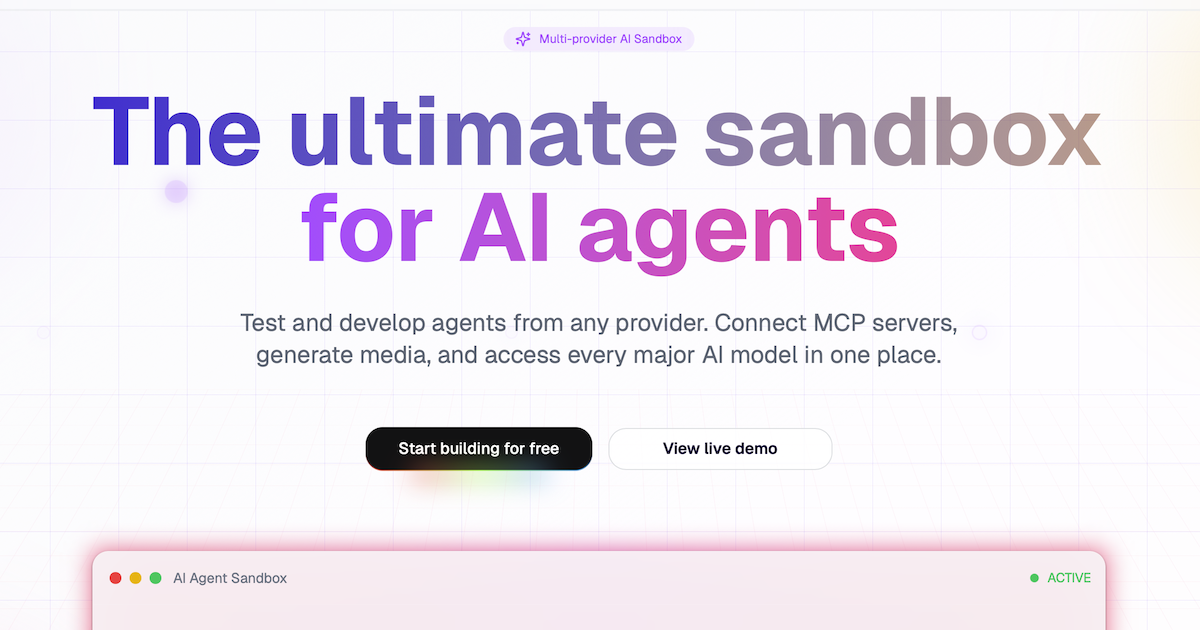 Multi-provider AI Sandbox
The ultimate sandbox
for AI agents
Test and develop agents from any provider. Connect MCP servers,
generate media, and access every major AI model in one place.
Start building for free
View live demo
AI Agent Sandbox
ACTIVE